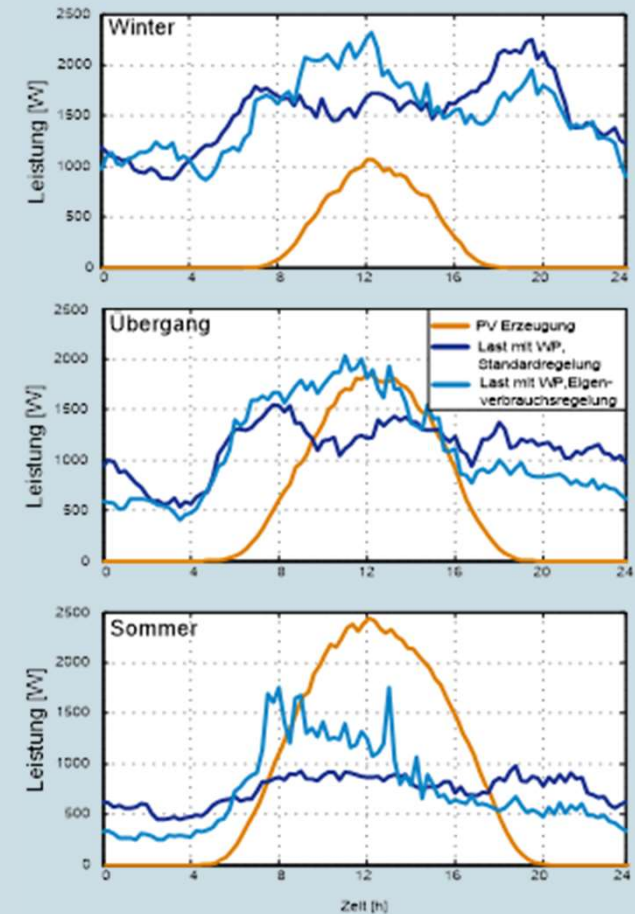 Winter
Leistung [W]
2500
2000
1500
1000
500
0
0 4 8 12 16 20 24
Übergang
Leistung [W]
2500
2000
1500
1000
500
0
0 4 8 12 16 20 24
PV Erzeugung
Last mit WP,
Standardregelung
Last mit WP,Eigen-
verbrauchsregelung
Sommer
Leistung [W]
2500
2000
1500
1000
500
0
0 4 8 12 16 20 24
Zeit [h]